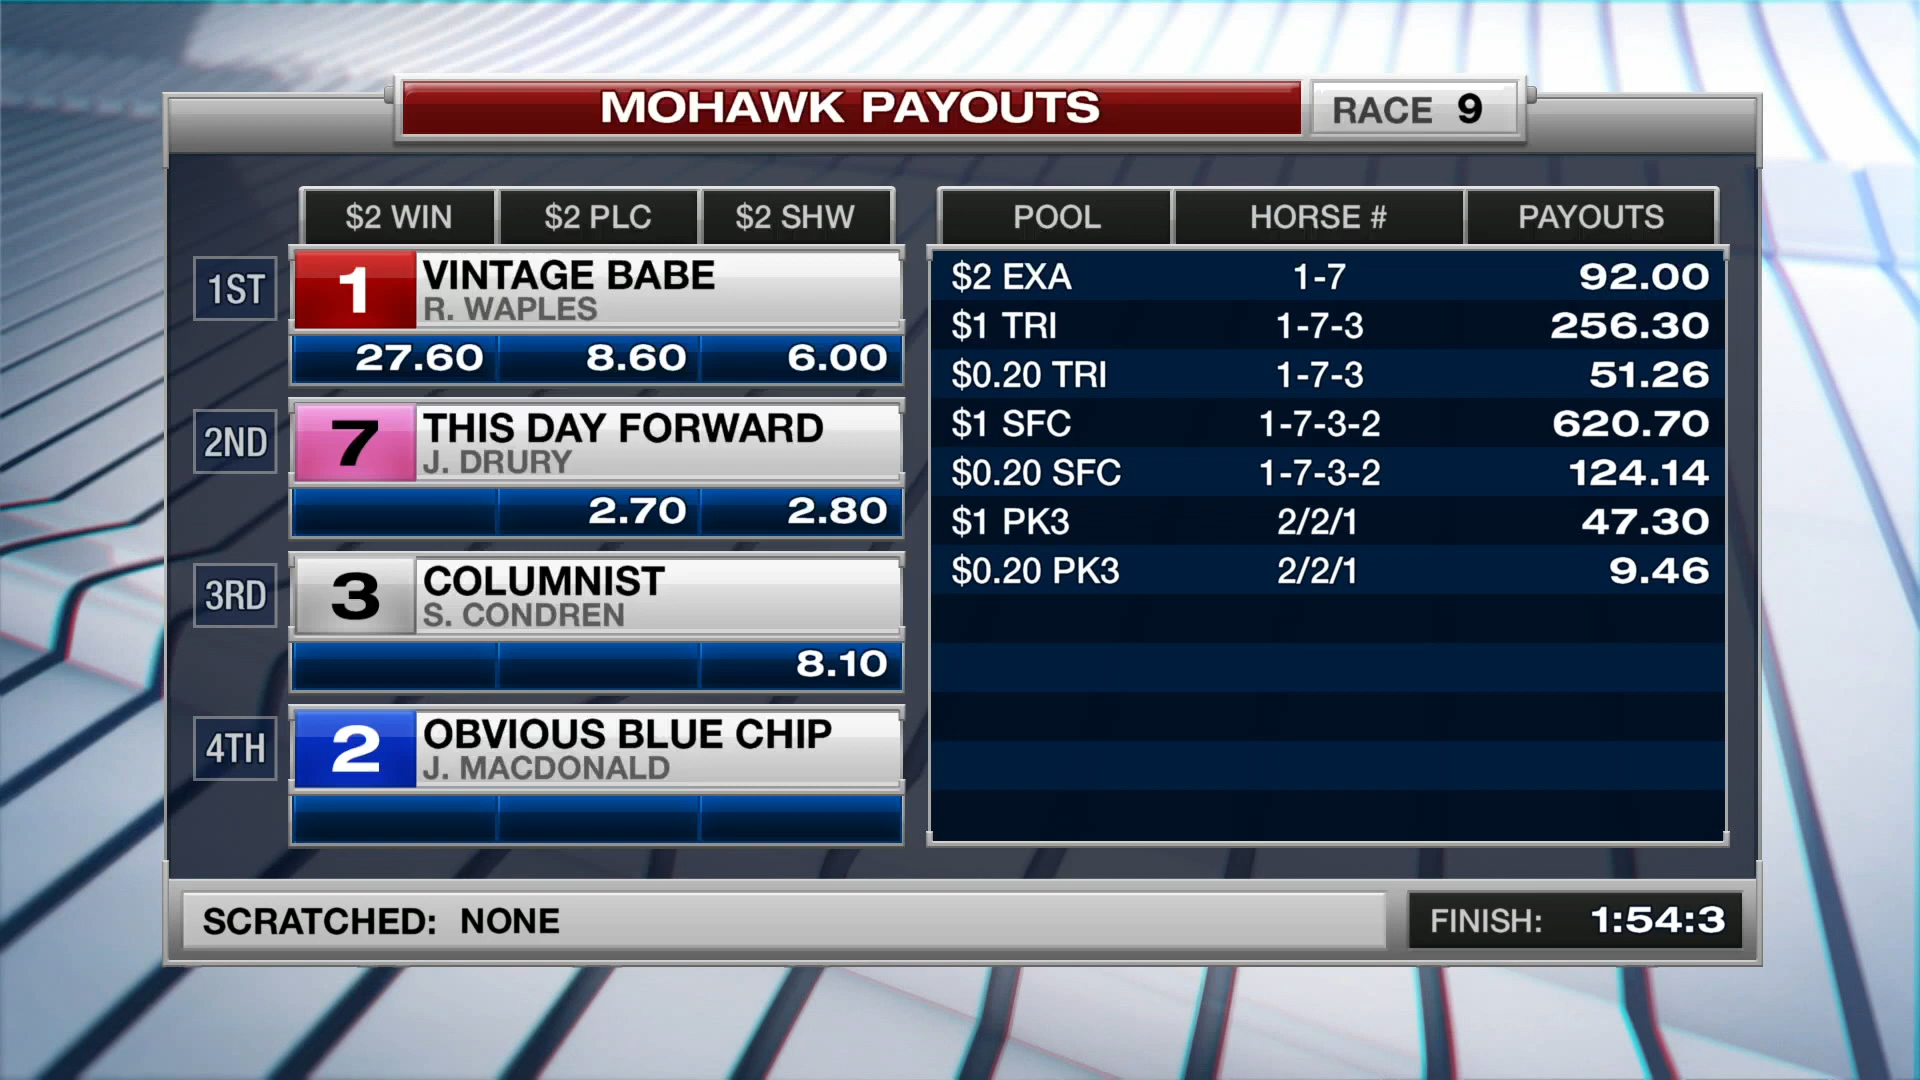 MOHAWK PAYOUTS RACE 9
$2 WIN $2 PLC $2 SHW
1ST 1 VINTAGE BABE
R. WAPLES
27.60 8.60 6.00
2ND 7 THIS DAY FORWARD
J. DRURY
2.70 2.80
3RD 3 COLUMNIST
S. CONDREN
8.10
4TH 2 OBVIOUS BLUE CHIP
J. MACDONALD
POOL HORSE # PAYOUTS
$2 EXA 1-7 92.00
$1 TRI 1-7-3 256.30
$0.20 TRI 1-7-3 51.26
$1 SFC 1-7-3-2 620.70
$0.20 SFC 1-7-3-2 124.14
$1 PK3 2/2/1 47.30
$0.20 PK3 2/2/1 9.46
SCRATCHED: NONE
FINISH: 1:54:3